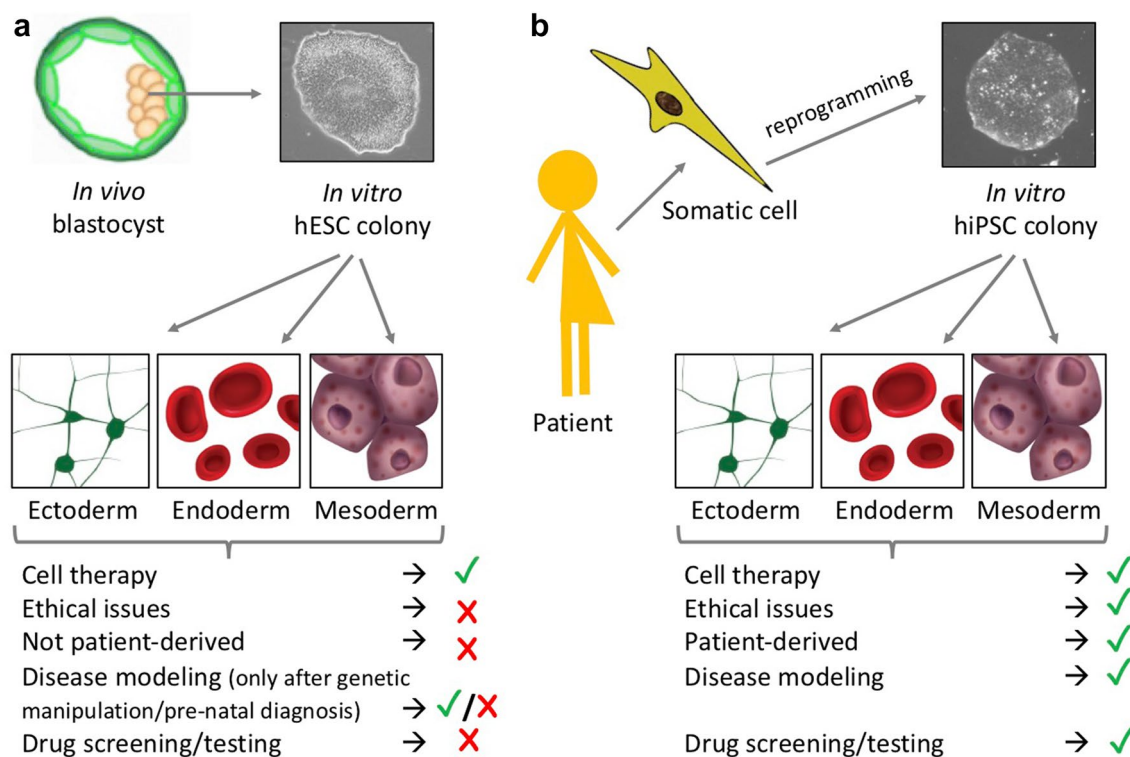 a
In vivo
blastocyst
In vitro
hESC colony
Ectoderm
Endoderm
Mesoderm
Cell therapy → ✓
Ethical issues → X
Not patient-derived → X
Disease modeling (only after genetic
manipulation/pre-natal diagnosis) → ✓/X
Drug screening/testing → X
b
Patient
Somatic cell
reprogramming
In vitro
hiPSC colony
Ectoderm
Endoderm
Mesoderm
Cell therapy → ✓
Ethical issues → ✓
Patient-derived → ✓
Disease modeling → ✓
Drug screening/testing → ✓